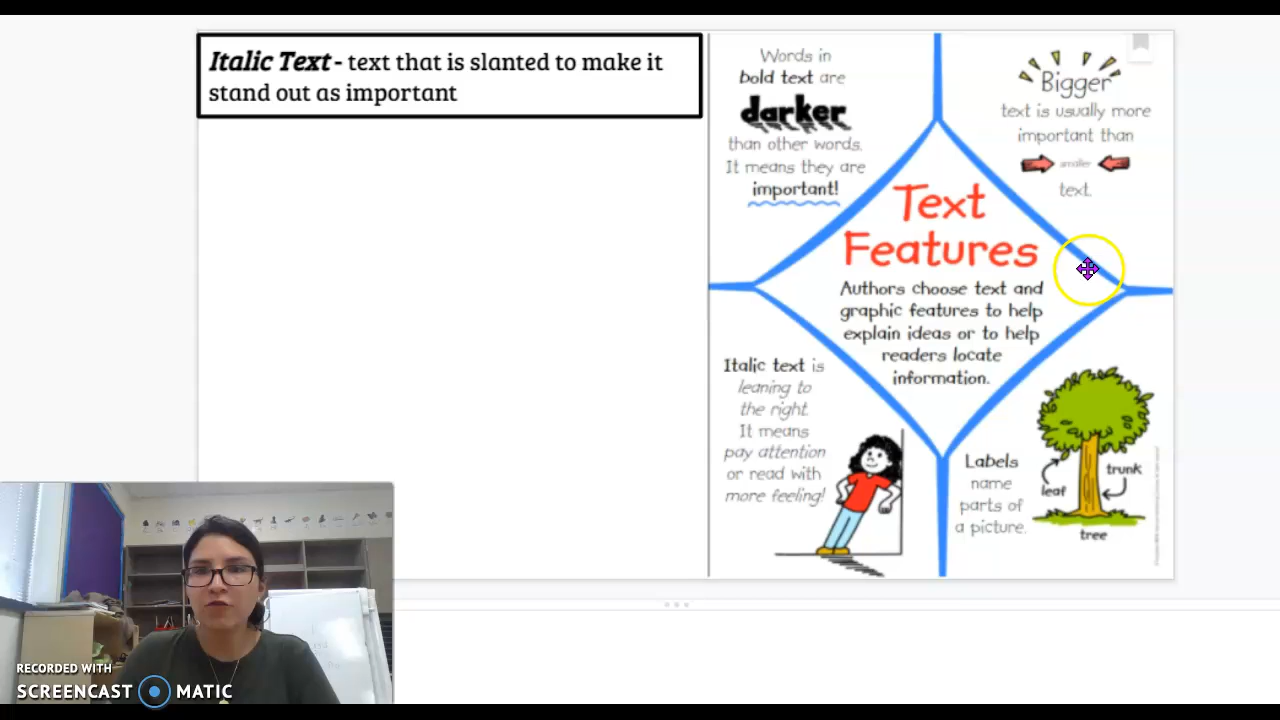 Italic Text - text that is slanted to make it
stand out as important
Words in
bold text are
darker
than other words.
It means they are
important!
Bigger
text is usually more
important than
smaller
text.
Text
Features
Authors choose text and
graphic features to help
explain ideas or to help
readers locate
information.
Italic text is
leaning to
the right.
It means
pay attention
or read with
more feeling!
Labels
name
parts of
a picture.
leaf
trunk
tree
RECORDED WITH
SCREENCAST MATIC